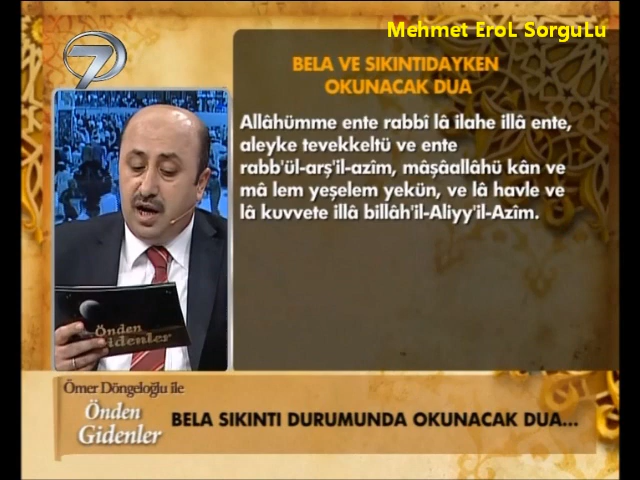 Mehmet EroL SorguLu
7
BELA VE SIKINTIDAYKEN
OKUNACAK DUA
Allâhümme ente rabbî lâ ilahe illâ ente,
aleyke tevekkeltü ve ente
rabb'ül-arş'il-azîm, mâşâallâhü kân ve
mâ lem yeşelem yekün, ve lâ havle ve
lâ kuvvete illâ billâh'il-Aliyy'il-Azîm.
Önden
Gidenler
Ömer Döngeloğlu ile
Önden
Gidenler
BELA SIKINTI DURUMUNDA OKUNACAK DUA...